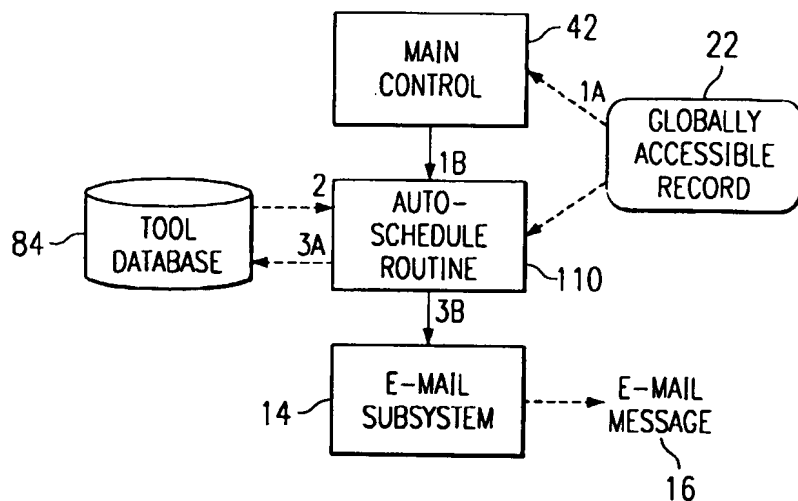 42
MAIN
CONTROL
1A
22
GLOBALLY
ACCESSIBLE
RECORD
1B
84
TOOL
DATABASE
2
3A
AUTO-
SCHEDULE
ROUTINE
110
3B
14
E-MAIL
SUBSYSTEM
E-MAIL
MESSAGE
16